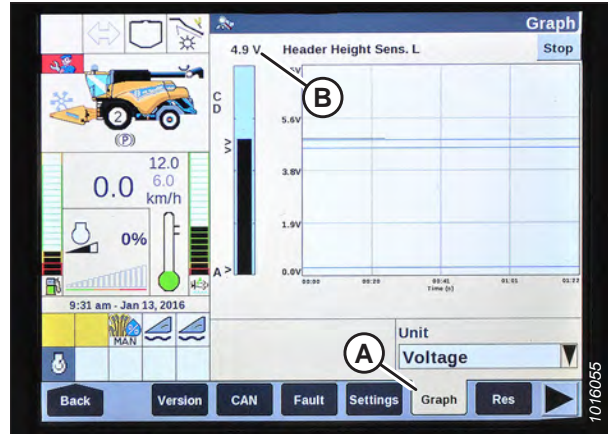 Graph
4.9 V
Header Height Sens. L
Stop
B
C
D
5.6V
3.8V
1.9V
0.0V
A
00:00 00:20 00:41 01:01 01:22
Time (s)
2
(P)
12.0
6.0
0.0
km/h
0%
9:31 am - Jan 13, 2016
MAN
%
Unit
A
Voltage
Back Version CAN Fault Settings Graph Res
1016055